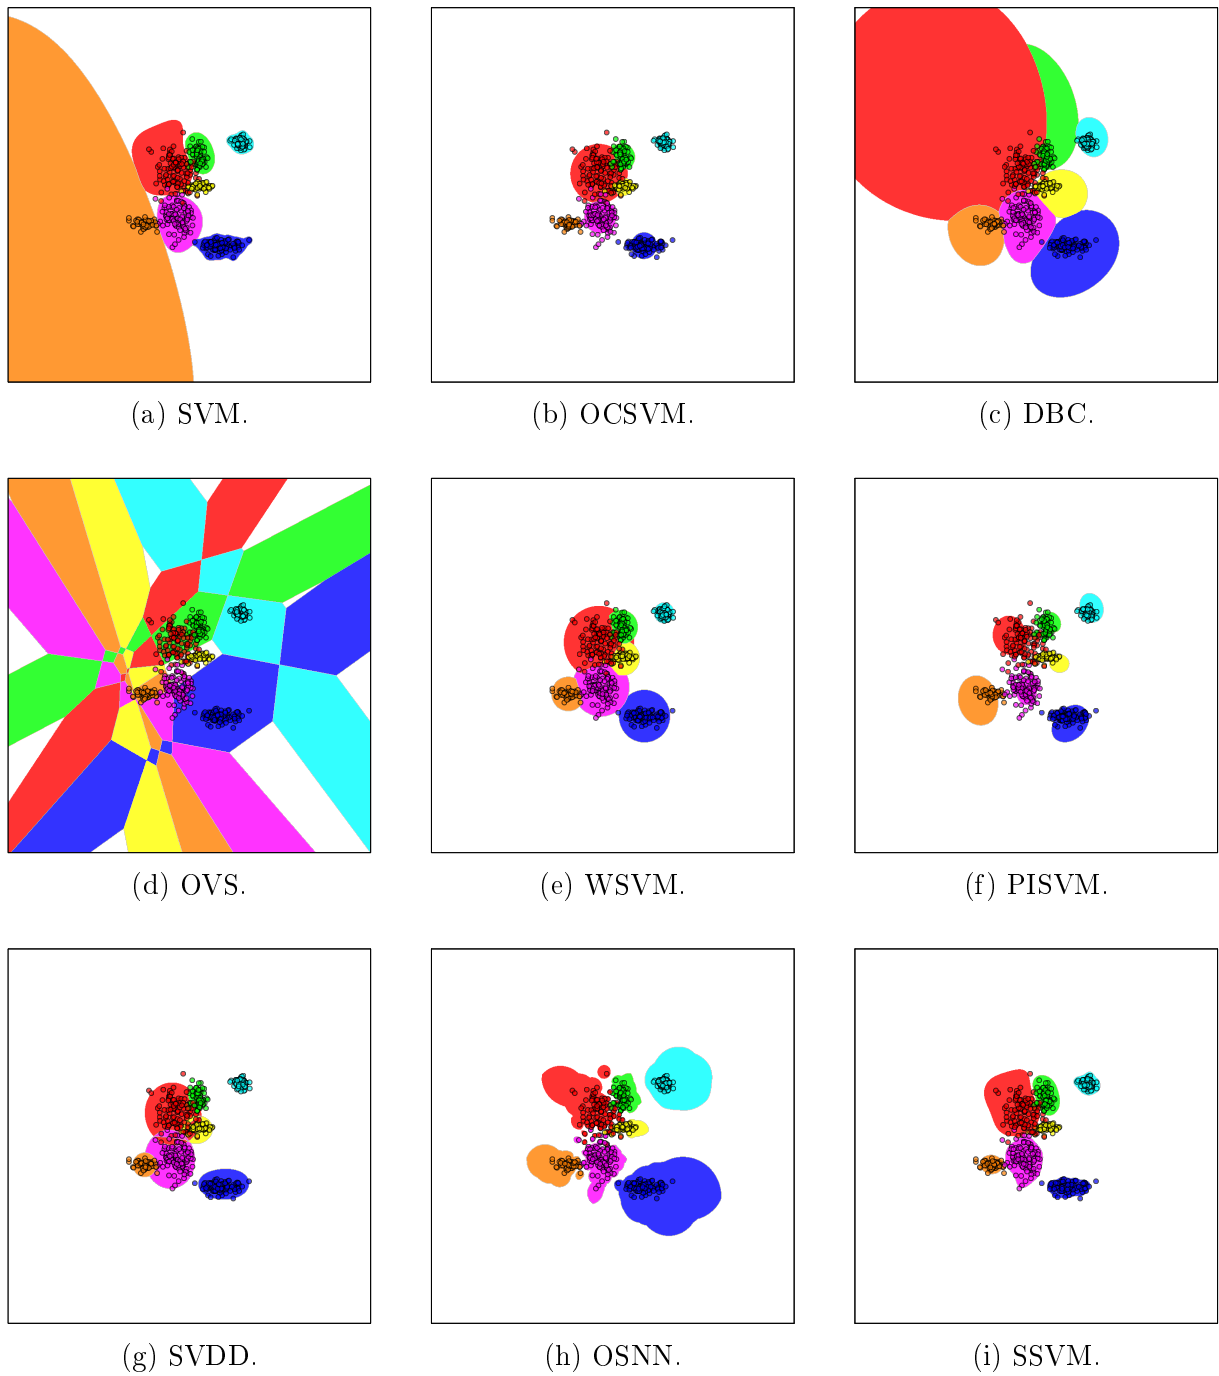 (a) SVM.
(b) OCSVM.
(c) DBC.
(d) OVS.
(e) WSVM.
(f) PISVM.
(g) SVDD.
(h) OSNN.
(i) SSVM.